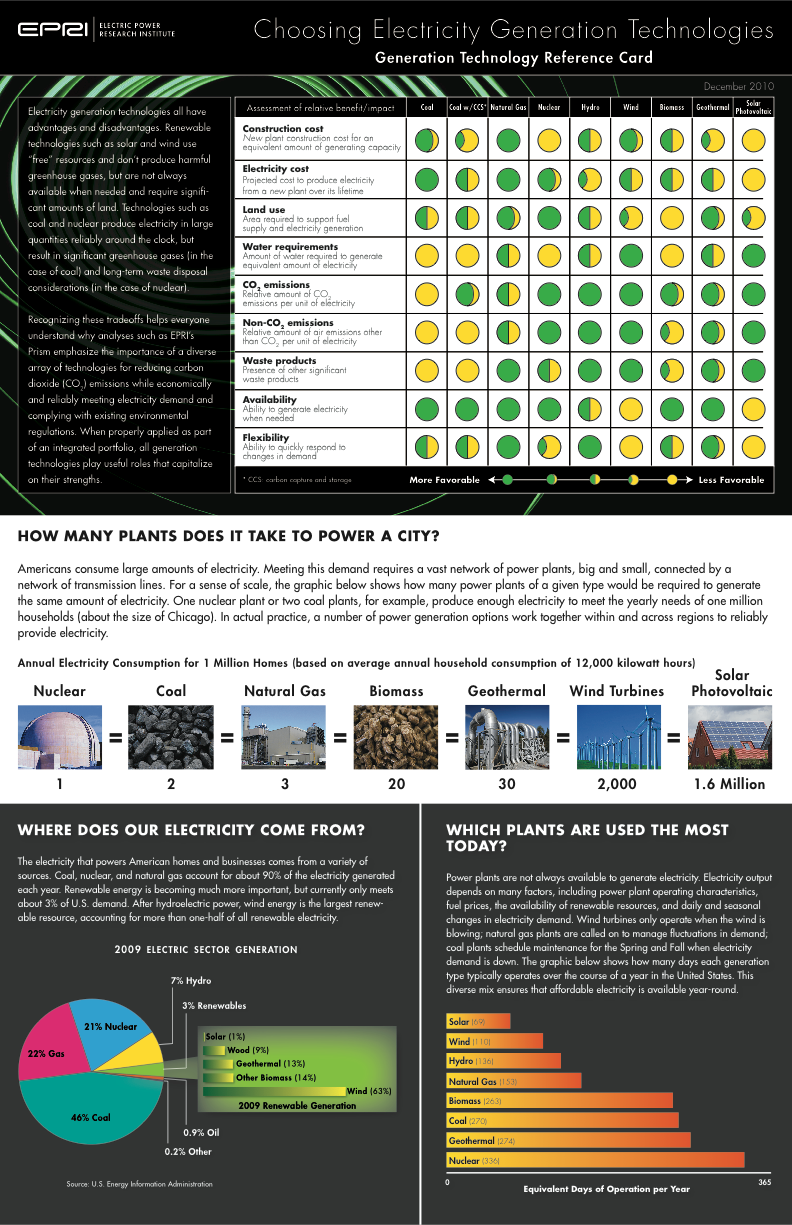 EPRI
ELECTRIC POWER
RESEARCH INSTITUTE
Choosing Electricity Generation Technologies
Generation Technology Reference Card
December 2010
Electricity generation technologies all have
advantages and disadvantages. Renewable
technologies such as solar and wind use
“free” resources and don’t produce harmful
greenhouse gases, but are not always
available when needed and require signifi-
cant amounts of land. Technologies such as
coal and nuclear produce electricity in large
quantities reliably around the clock, but
result in significant greenhouse gases (in the
case of coal) and long-term waste disposal
considerations (in the case of nuclear).
Recognizing these tradeoffs helps everyone
understand why analyses such as EPRI’s
Prism emphasize the importance of a diverse
array of technologies for reducing carbon
dioxide (CO2) emissions while economically
and reliably meeting electricity demand and
complying with existing environmental
regulations. When properly applied as part
of an integrated portfolio, all generation
technologies play useful roles that capitalize
on their strengths.
Assessment of relative benefit/impact
Coal
Coal w/CCS*
Natural Gas
Nuclear
Hydro
Wind
Biomass
Geothermal
Solar
Photovoltaic
Construction cost
New plant construction cost for an
equivalent amount of generating capacity
Electricity cost
Projected cost to produce electricity
from a new plant over its lifetime
Land use
Area required to support fuel
supply and electricity generation
Water requirements
Amount of water required to generate
equivalent amount of electricity
CO2 emissions
Relative amount of CO2
emissions per unit of electricity
Non-CO2 emissions
Relative amount of air emissions other
than CO2 per unit of electricity
Waste products
Presence of other significant
waste products
Availability
Ability to generate electricity
when needed
Flexibility
Ability to quickly respond to
changes in demand
* CCS: carbon capture and storage
More Favorable
Less Favorable
HOW MANY PLANTS DOES IT TAKE TO POWER A CITY?
Americans consume large amounts of electricity. Meeting this demand requires a vast network of power plants, big and small, connected by a
network of transmission lines. For a sense of scale, the graphic below shows how many power plants of a given type would be required to generate
the same amount of electricity. One nuclear plant or two coal plants, for example, produce enough electricity to meet the yearly needs of one million
households (about the size of Chicago). In actual practice, a number of power generation options work together within and across regions to reliably
provide electricity.
Annual Electricity Consumption for 1 Million Homes (based on average annual household consumption of 12,000 kilowatt hours)
Nuclear
Coal
Natural Gas
Biomass
Geothermal
Wind Turbines
Solar
Photovoltaic
= = = = = =
1
2
3
20
30
2,000
1.6 Million
WHERE DOES OUR ELECTRICITY COME FROM?
The electricity that powers American homes and businesses comes from a variety of
sources. Coal, nuclear, and natural gas account for about 90% of the electricity generated
each year. Renewable energy is becoming much more important, but currently only meets
about 3% of U.S. demand. After hydroelectric power, wind energy is the largest renew-
able resource, accounting for more than one-half of all renewable electricity.
2009 ELECTRIC SECTOR GENERATION
7% Hydro
3% Renewables
21% Nuclear
22% Gas
46% Coal
0.9% Oil
0.2% Other
Solar (1%)
Wood (9%)
Geothermal (13%)
Other Biomass (14%)
Wind (63%)
2009 Renewable Generation
Source: U.S. Energy Information Administration
WHICH PLANTS ARE USED THE MOST
TODAY?
Power plants are not always available to generate electricity. Electricity output
depends on many factors, including power plant operating characteristics,
fuel prices, the availability of renewable resources, and daily and seasonal
changes in electricity demand. Wind turbines only operate when the wind is
blowing; natural gas plants are called on to manage fluctuations in demand;
coal plants schedule maintenance for the Spring and Fall when electricity
demand is down. The graphic below shows how many days each generation
type typically operates over the course of a year in the United States. This
diverse mix ensures that affordable electricity is available year-round.
Solar (69)
Wind (110)
Hydro (136)
Natural Gas (153)
Biomass (263)
Coal (270)
Geothermal (274)
Nuclear (336)
0
365
Equivalent Days of Operation per Year